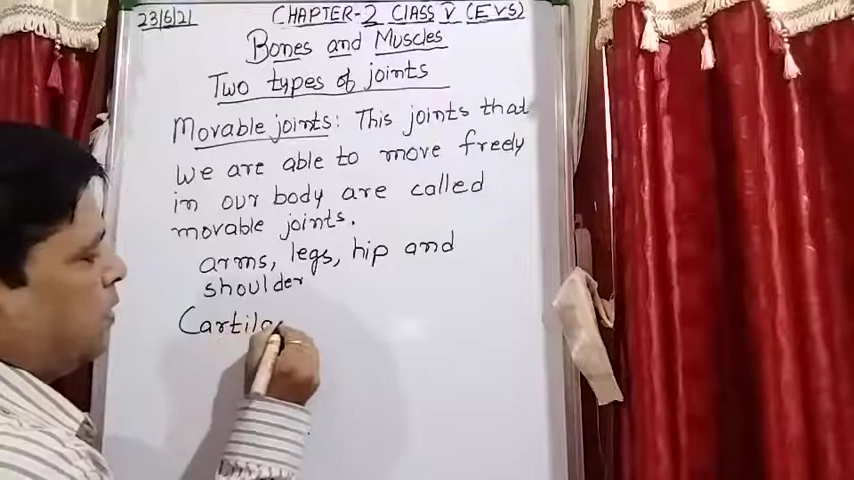 23/6/21 CHAPTER-2 CLASS V (EVS)
Bones and Muscles
Two types of joints
Movable joints: This joints that
we are able to move freely
in our body are called
movable joints.
arms, legs, hip and
shoulder
Cartila